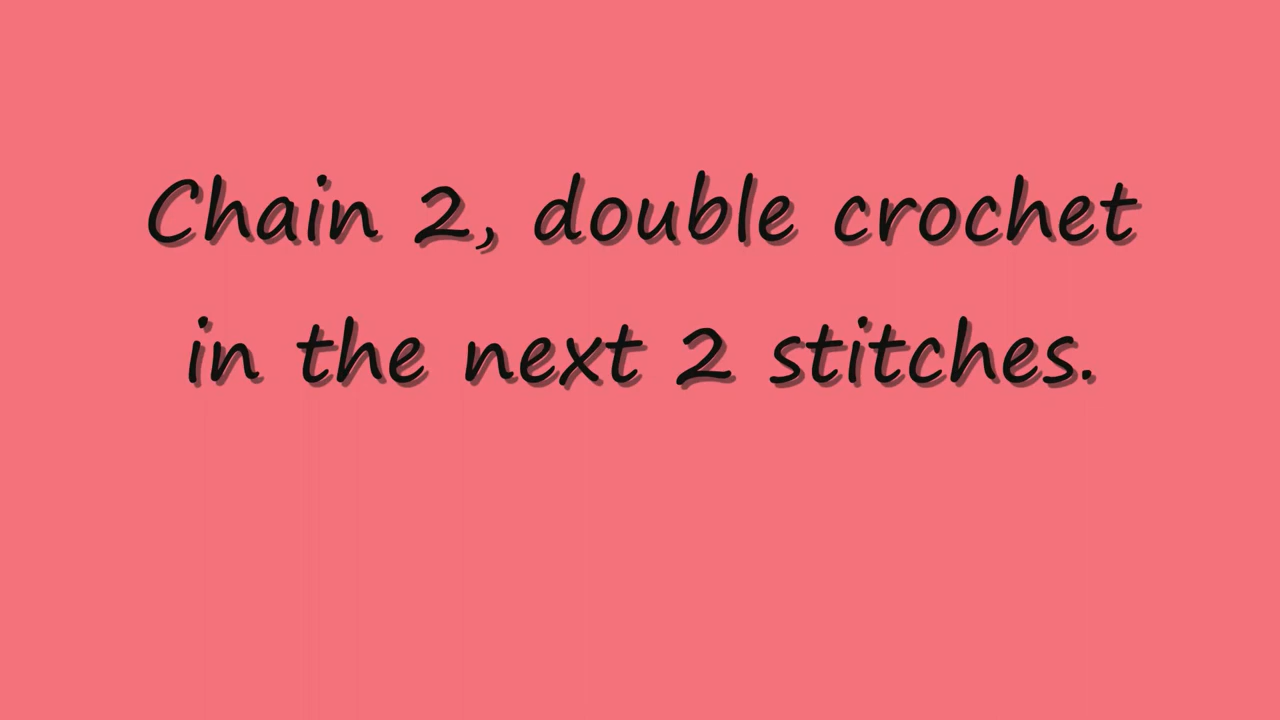 Chain 2, double crochet
in the next 2 stitches.